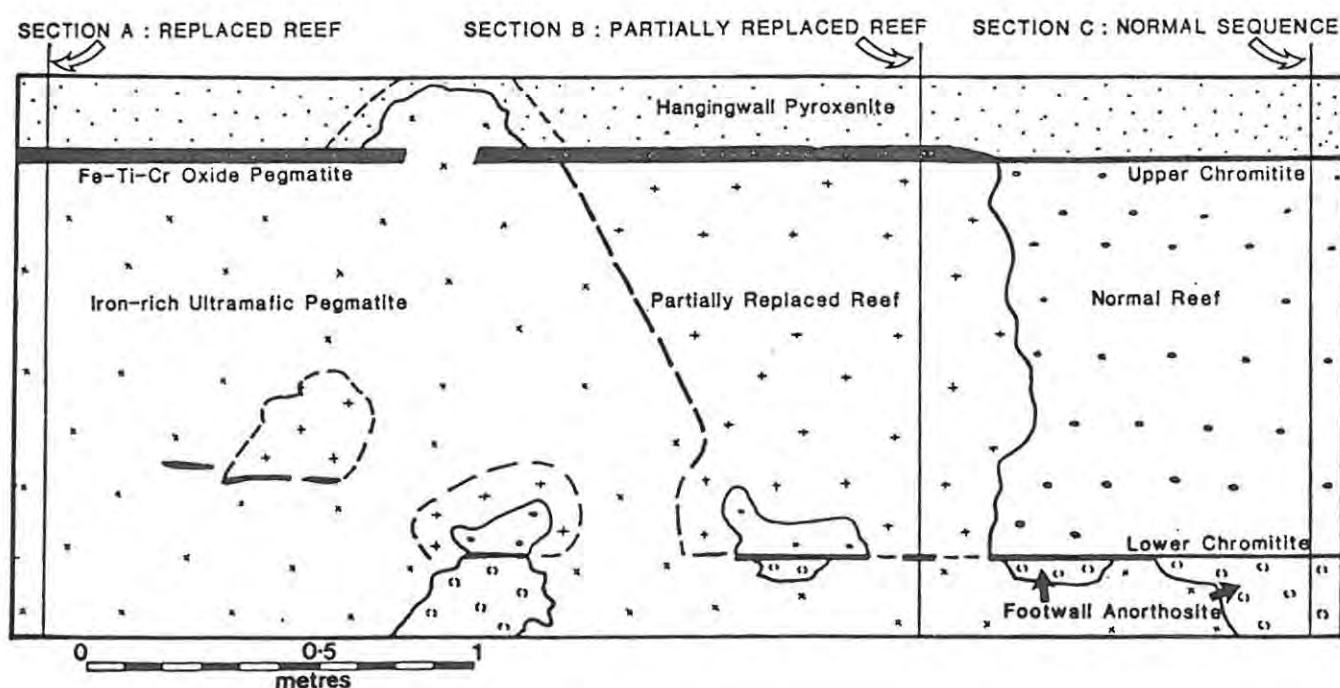 SECTION A : REPLACED REEF
SECTION B : PARTIALLY REPLACED REEF
SECTION C : NORMAL SEQUENCE
Hangingwall Pyroxenite
Fe-Ti-Cr Oxide Pegmatite
Upper Chromitite
Iron-rich Ultramafic Pegmatite
Partially Replaced Reef
Normal Reef
Lower Chromitite
Footwall Anorthosite
0 0·5 1
metres